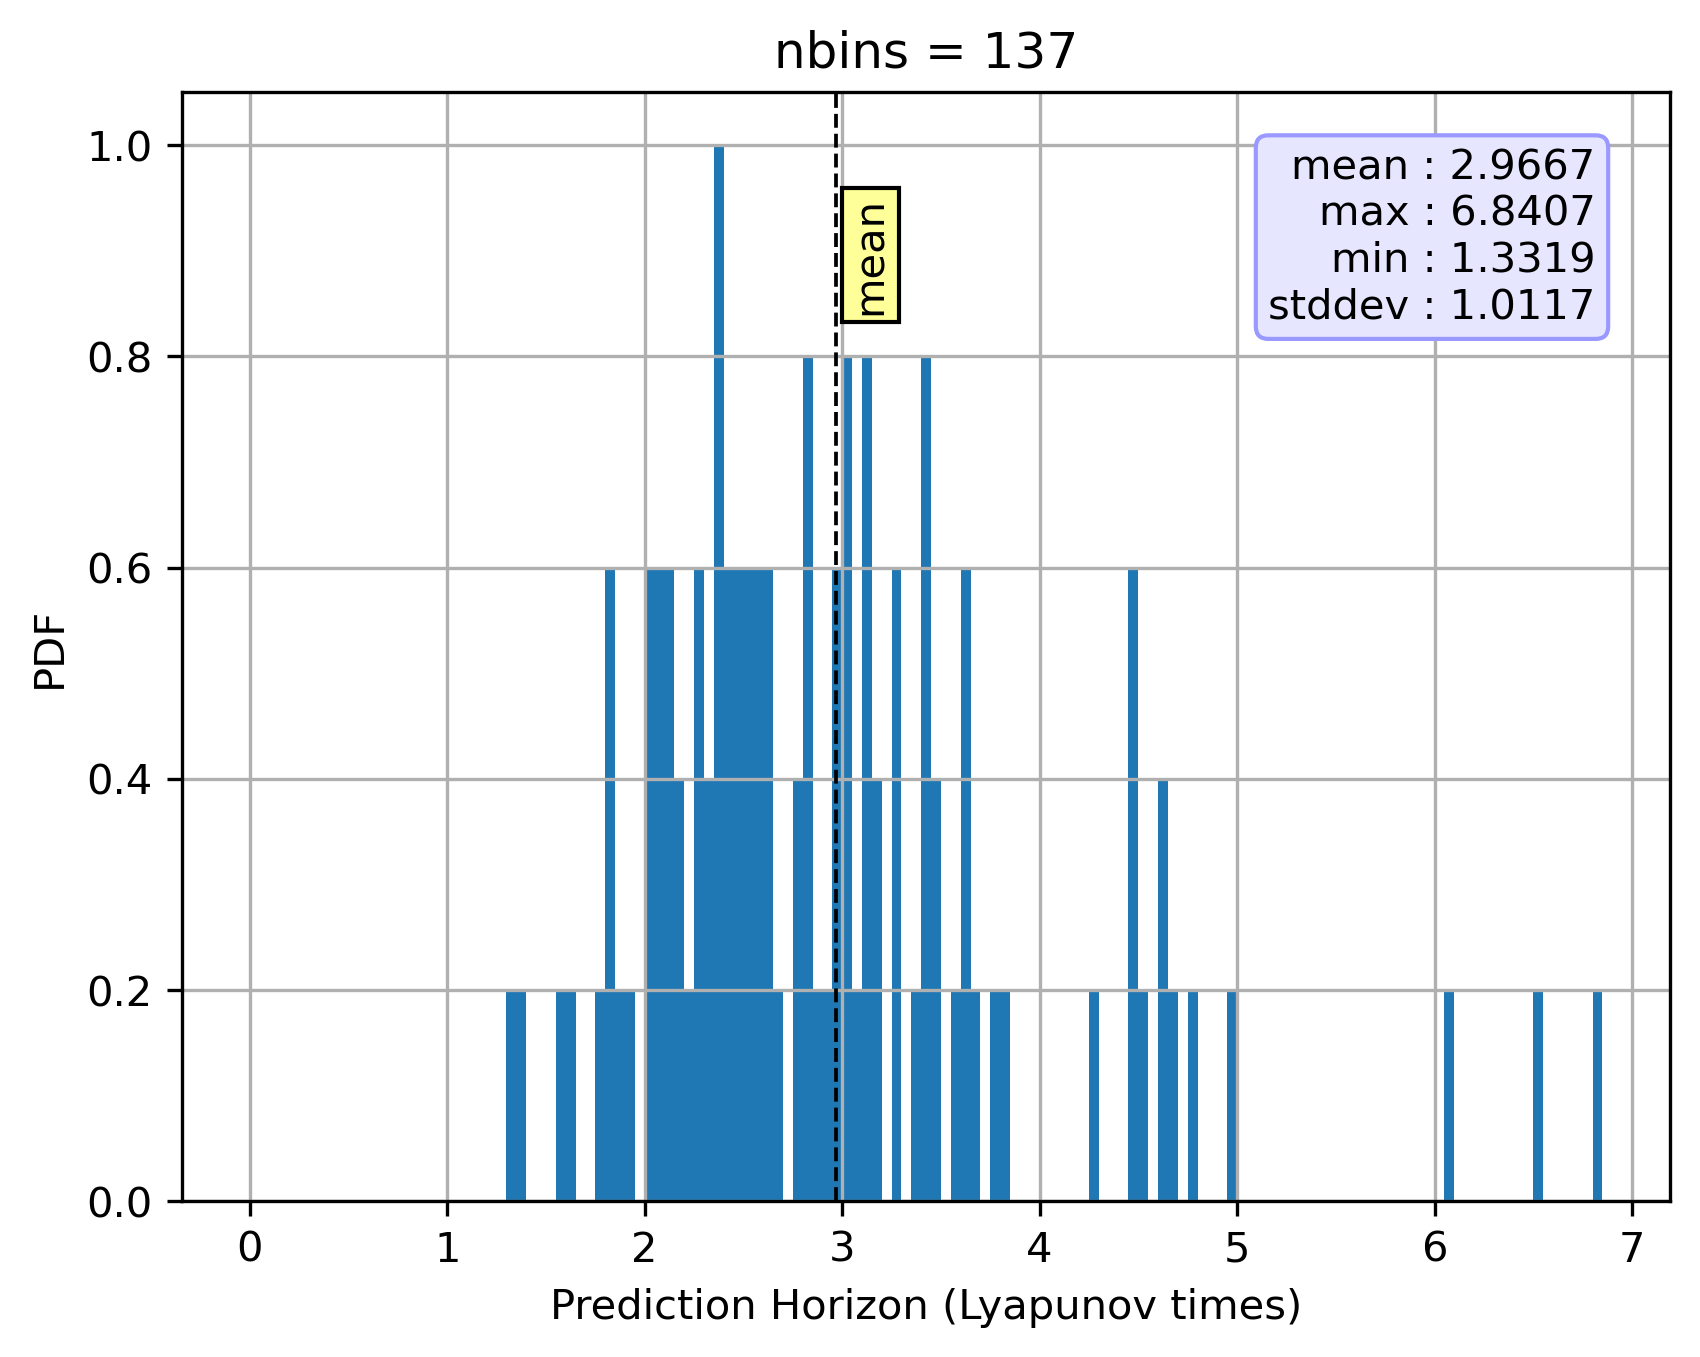 nbins = 137
mean : 2.9667
max : 6.8407
min : 1.3319
stddev : 1.0117
mean
PDF
1.0
0.8
0.6
0.4
0.2
0.0
0 1 2 3 4 5 6 7
Prediction Horizon (Lyapunov times)